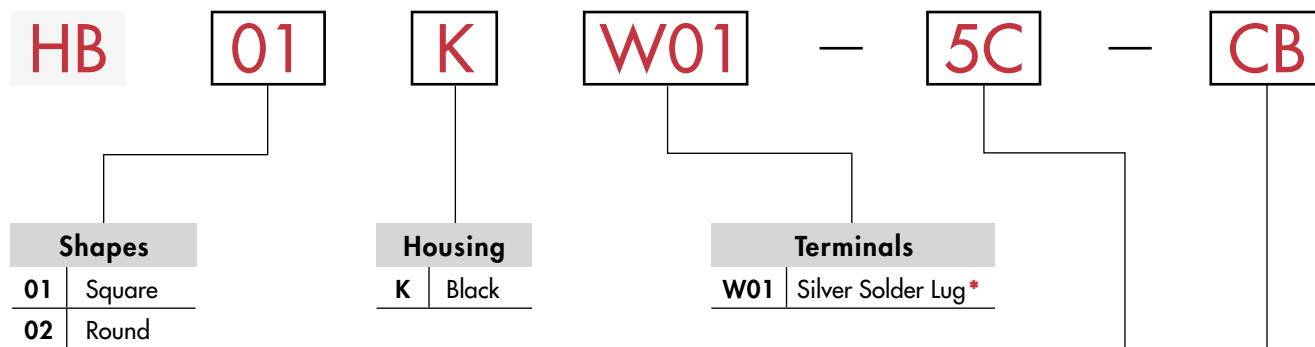 HB 01 K W01 — 5C — CB
Shapes Housing Terminals
01 Square K Black W01 Silver Solder Lug*
02 Round